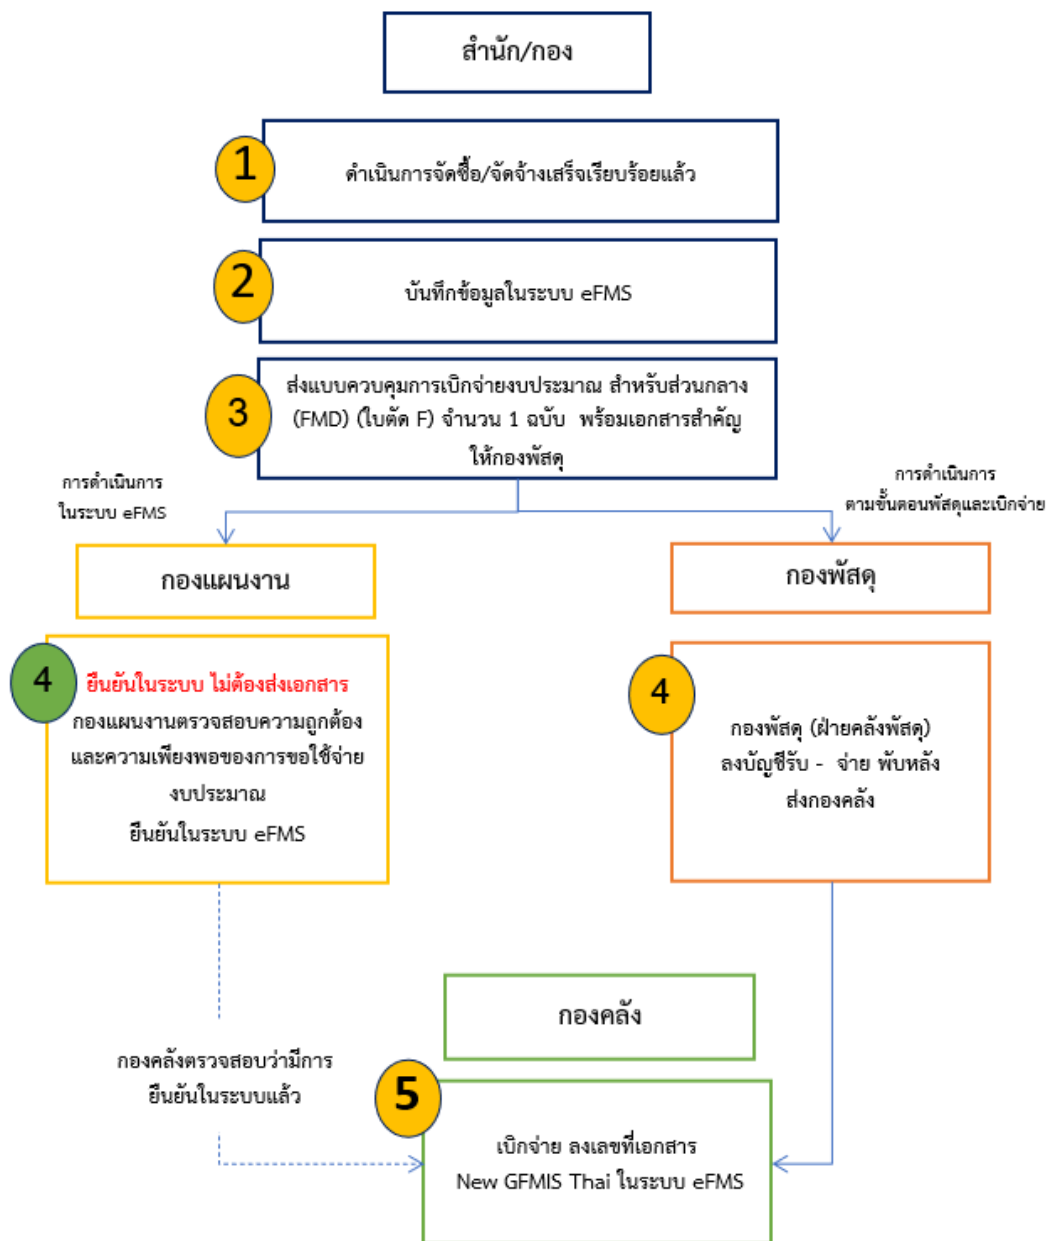 สำนัก/กอง
1
ดำเนินการจัดซื้อ/จัดจ้างเสร็จเรียบร้อยแล้ว
2
บันทึกข้อมูลในระบบ eFMS
3
ส่งแบบควบคุมการเบิกจ่ายงบประมาณ สำหรับส่วนกลาง
(FMD) (ใบตัด F) จำนวน 1 ฉบับ พร้อมเอกสารสำคัญ
ให้กองพัสดุ
การดำเนินการ
ในระบบ eFMS
การดำเนินการ
ตามขั้นตอนพัสดุและเบิกจ่าย
กองแผนงาน
กองพัสดุ
4
ยืนยันในระบบ ไม่ต้องส่งเอกสาร
กองแผนงานตรวจสอบความถูกต้อง
และความเพียงพอของการขอใช้จ่าย
งบประมาณ
ยืนยันในระบบ eFMS
4
กองพัสดุ (ฝ่ายคลังพัสดุ)
ลงบัญชีรับ - จ่าย พับหลัง
ส่งกองคลัง
กองคลัง
กองคลังตรวจสอบว่ามีการ
ยืนยันในระบบแล้ว
5
เบิกจ่าย ลงเลขที่เอกสาร
New GFMIS Thai ในระบบ eFMS